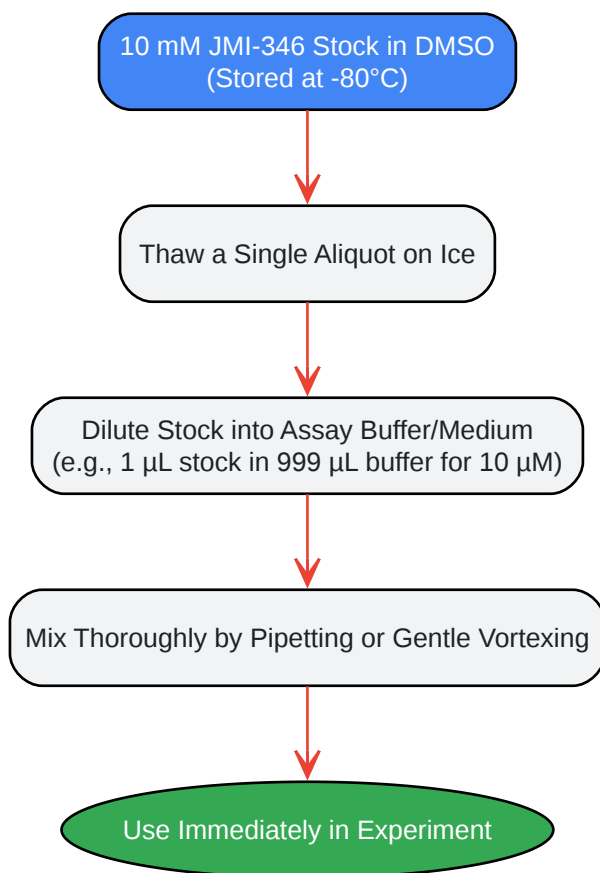 10 mM JMI-346 Stock in DMSO
(Stored at -80°C)
Thaw a Single Aliquot on Ice
Dilute Stock into Assay Buffer/Medium
(e.g., 1 µL stock in 999 µL buffer for 10 µM)
Mix Thoroughly by Pipetting or Gentle Vortexing
Use Immediately in Experiment